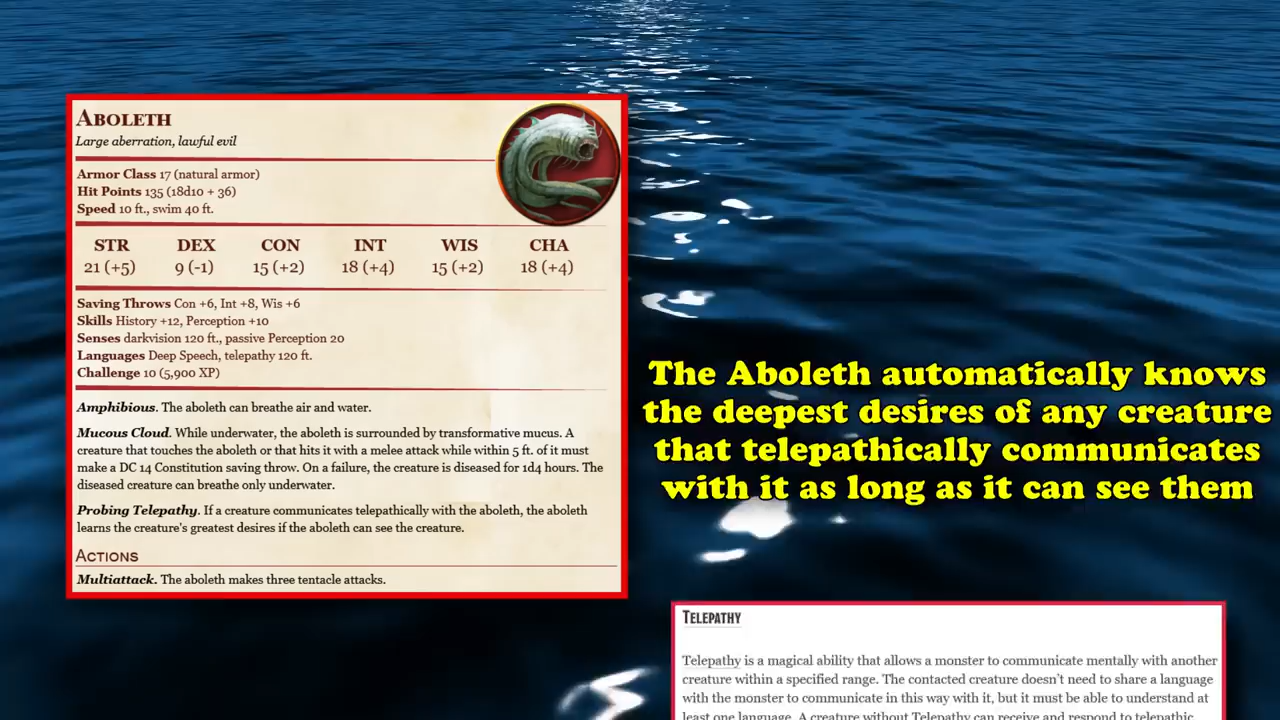 ABOLETH
Large aberration, lawful evil
Armor Class 17 (natural armor)
Hit Points 135 (18d10 + 36)
Speed 10 ft., swim 40 ft.
STR DEX CON INT WIS CHA
21 (+5) 9 (-1) 15 (+2) 18 (+4) 15 (+2) 18 (+4)
Saving Throws Con +6, Int +8, Wis +6
Skills History +12, Perception +10
Senses darkvision 120 ft., passive Perception 20
Languages Deep Speech, telepathy 120 ft.
Challenge 10 (5,900 XP)
Amphibious. The aboleth can breathe air and water.
Mucous Cloud. While underwater, the aboleth is surrounded by transformative mucus. A
creature that touches the aboleth or that hits it with a melee attack while within 5 ft. of it must
make a DC 14 Constitution saving throw. On a failure, the creature is diseased for 1d4 hours. The
diseased creature can breathe only underwater.
Probing Telepathy. If a creature communicates telepathically with the aboleth, the aboleth
learns the creature's greatest desires if the aboleth can see the creature.
ACTIONS
Multiattack. The aboleth makes three tentacle attacks.
The Aboleth automatically knows
the deepest desires of any creature
that telepathically communicates
with it as long as it can see them
TELEPATHY
Telepathy is a magical ability that allows a monster to communicate mentally with another
creature within a specified range. The contacted creature doesn't need to share a language
with the monster to communicate in this way with it, but it must be able to understand at
least one language. A creature without Telepathy can receive and respond to telepathic